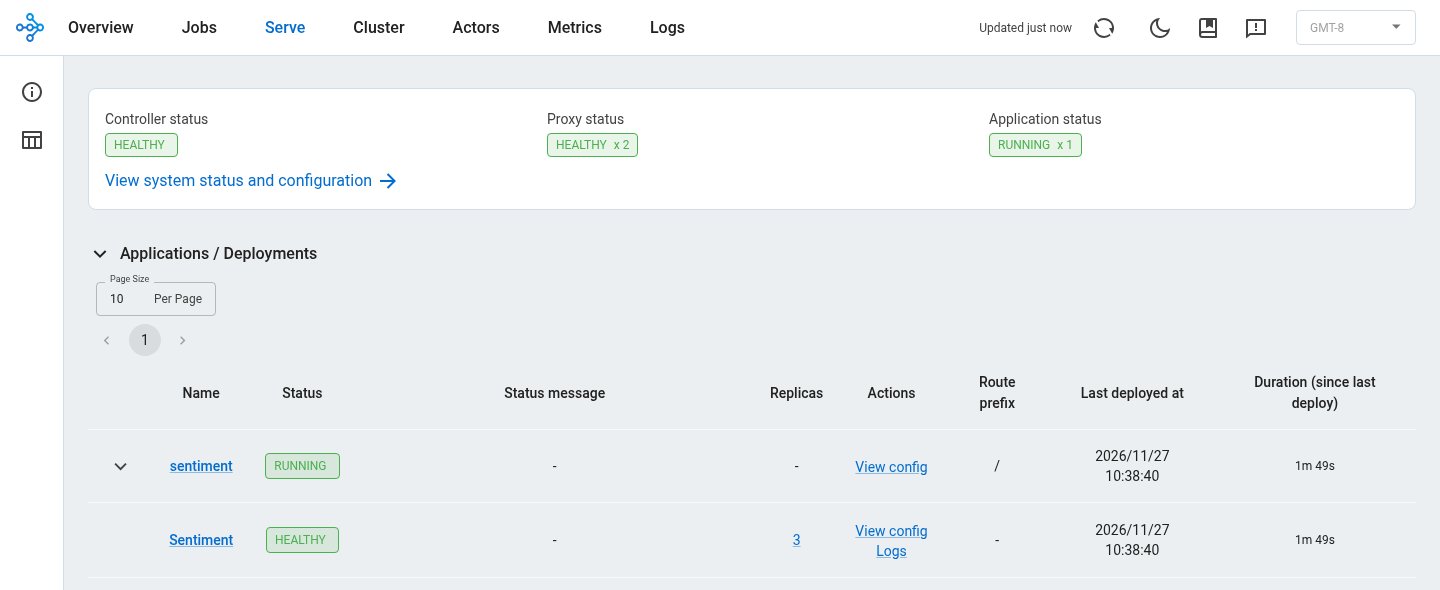 Overview Jobs Serve Cluster Actors Metrics Logs Updated just now GMT-8
Controller status Proxy status Application status
HEALTHY HEALTHY x 2 RUNNING x 1
View system status and configuration
Applications / Deployments
Page Size
10 Per Page
1
Name Status Status message Replicas Actions Route prefix Last deployed at Duration (since last deploy)
sentiment RUNNING - - View config / 2026/11/27 10:38:40 1m 49s
Sentiment HEALTHY - 3 View config Logs - 2026/11/27 10:38:40 1m 49s